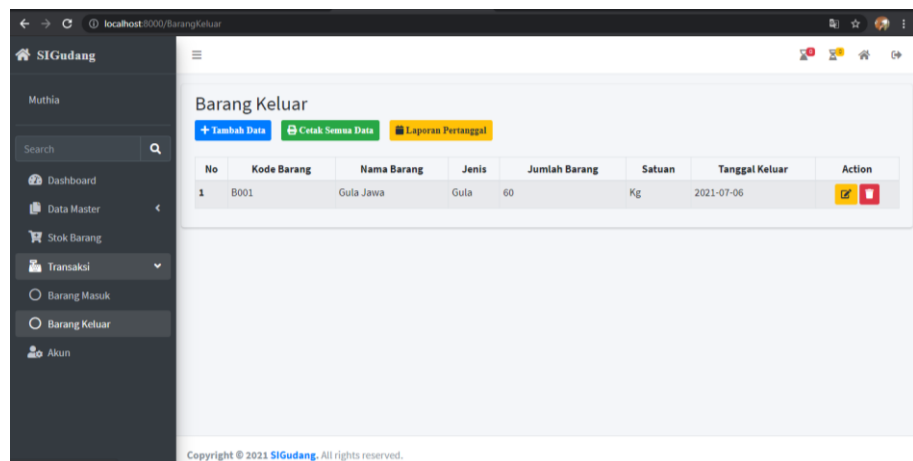 localhost:8000/BarangKeluar
SIGudang
Muthia
Search
Dashboard
Data Master
Stok Barang
Transaksi
Barang Masuk
Barang Keluar
Akun
Barang Keluar
Tambah Data Cetak Semua Data Laporan Pertanggal
No Kode Barang Nama Barang Jenis Jumlah Barang Satuan Tanggal Keluar Action
1 B001 Gula Jawa Gula 60 Kg 2021-07-06
Copyright © 2021 SIGudang. All rights reserved.